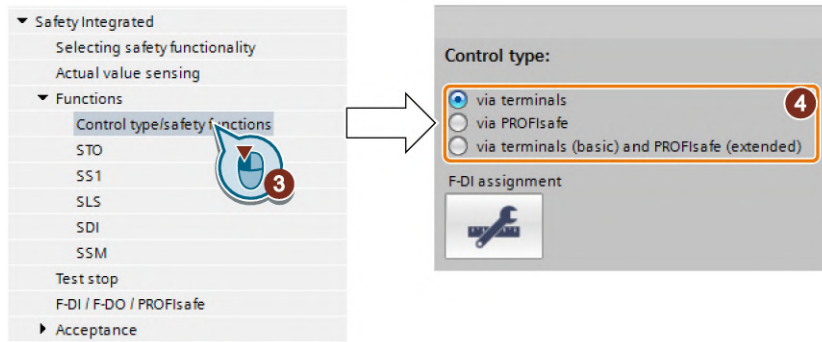 Safety Integrated
Selecting safety functionality
Actual value sensing
Functions
Control type/safety functions
STO
SS1
SLS
SDI
SSM
Test stop
F-DI / F-DO / PROFIsafe
Acceptance
3
Control type:
via terminals
via PROFIsafe
via terminals (basic) and PROFIsafe (extended)
4
F-DI assignment